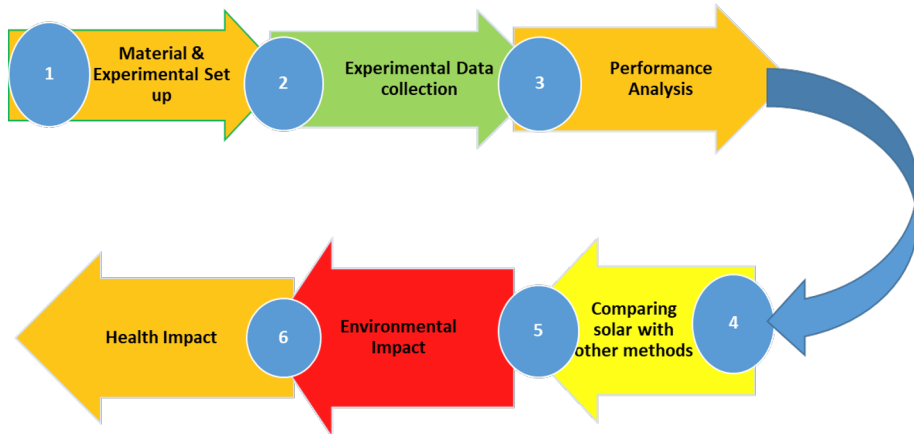 1
Material &
Experimental Set
up
2
Experimental Data
collection
3
Performance
Analysis
4
Comparing
solar with
other methods
5
Environmental
Impact
6
Health Impact